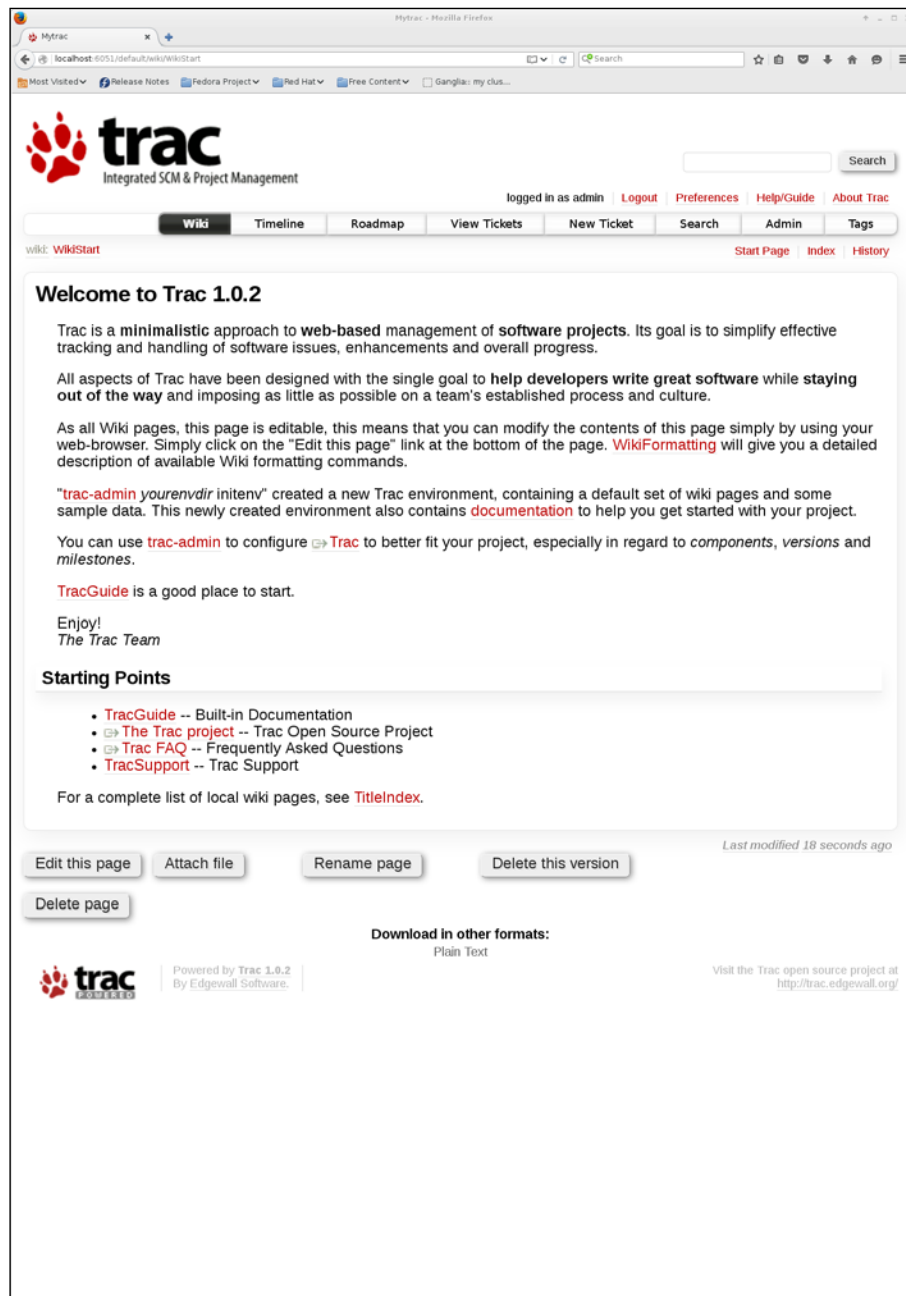 Mytrac - Mozilla Firefox
Mytrac
localhost:6051/default/wiki/WikiStart
Search
Most Visited Release Notes Fedora Project Red Hat Free Content Ganglia:: my clus...
trac
Integrated SCM & Project Management
Search
logged in as admin Logout Preferences Help/Guide About Trac
Wiki Timeline Roadmap View Tickets New Ticket Search Admin Tags
wiki: WikiStart
Start Page Index History
Welcome to Trac 1.0.2
Trac is a minimalistic approach to web-based management of software projects. Its goal is to simplify effective
tracking and handling of software issues, enhancements and overall progress.
All aspects of Trac have been designed with the single goal to help developers write great software while staying
out of the way and imposing as little as possible on a team's established process and culture.
As all Wiki pages, this page is editable, this means that you can modify the contents of this page simply by using your
web-browser. Simply click on the "Edit this page" link at the bottom of the page. WikiFormatting will give you a detailed
description of available Wiki formatting commands.
"trac-admin yourenvdir initenv" created a new Trac environment, containing a default set of wiki pages and some
sample data. This newly created environment also contains documentation to help you get started with your project.
You can use trac-admin to configure Trac to better fit your project, especially in regard to components, versions and
milestones.
TracGuide is a good place to start.
Enjoy!
The Trac Team
Starting Points
• TracGuide -- Built-in Documentation
• The Trac project -- Trac Open Source Project
• Trac FAQ -- Frequently Asked Questions
• TracSupport -- Trac Support
For a complete list of local wiki pages, see TitleIndex.
Last modified 18 seconds ago
Edit this page Attach file Rename page Delete this version
Delete page
Download in other formats:
Plain Text
trac
POWERED
Powered by Trac 1.0.2
By Edgewall Software.
Visit the Trac open source project at
http://trac.edgewall.org/